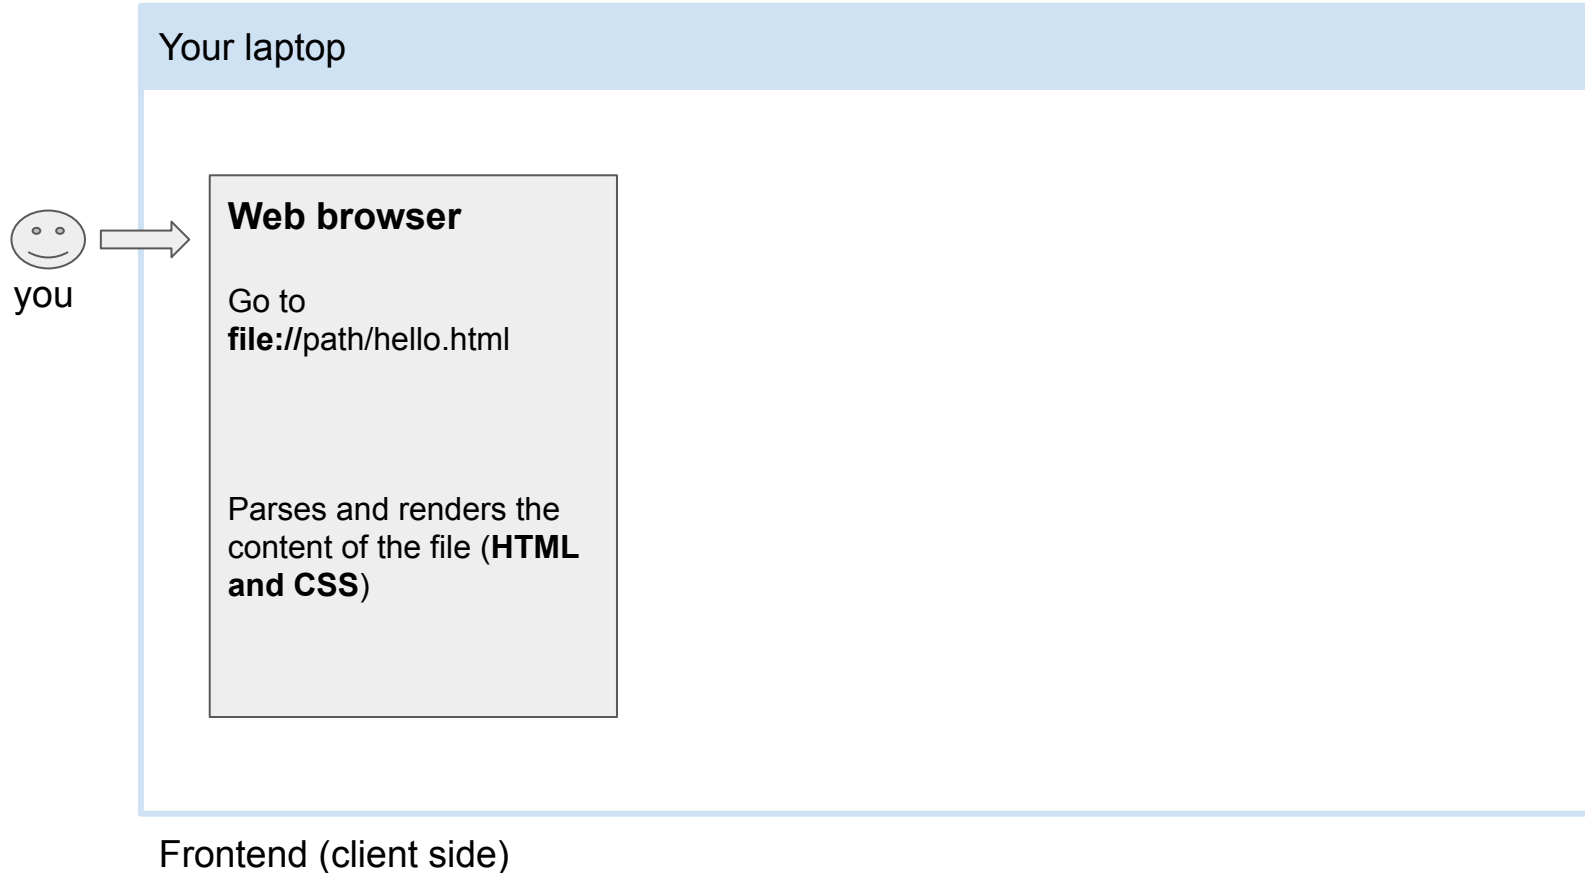 Your laptop
you
Web browser
Go to
file://path/hello.html
Parses and renders the
content of the file (HTML
and CSS)
Frontend (client side)